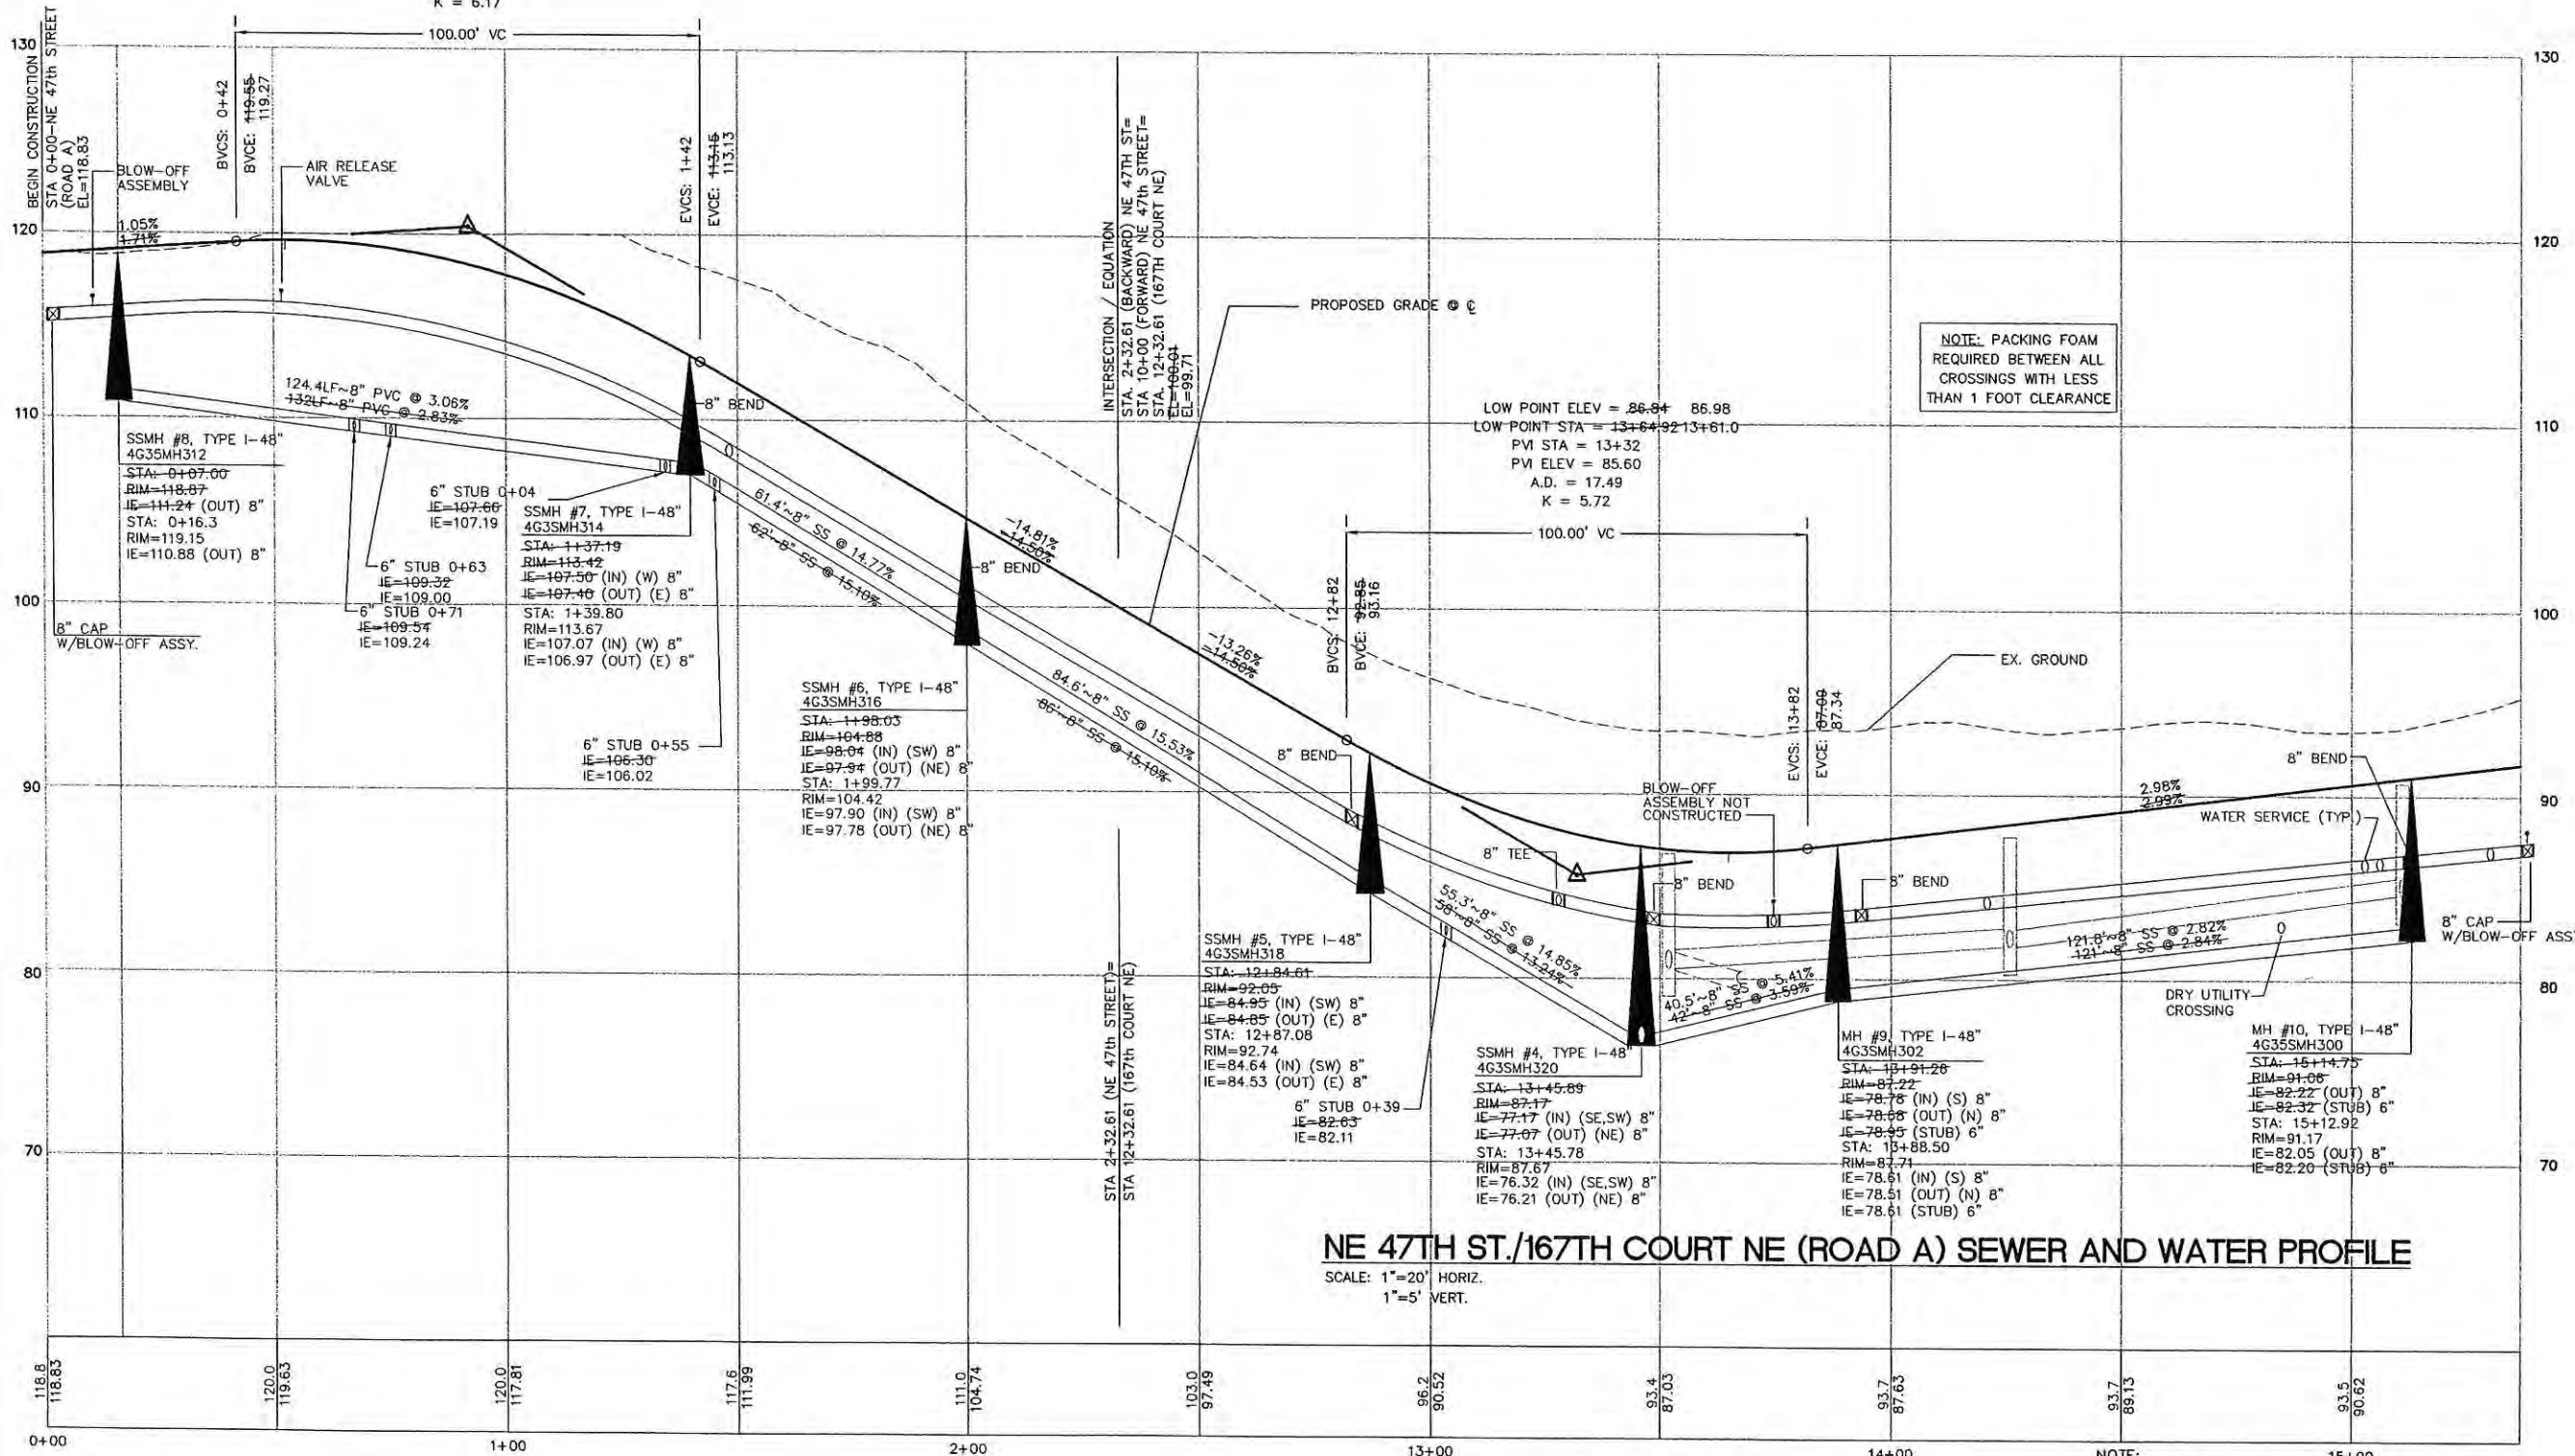 K = 6.17
100.00' VC
130
130
BEGIN CONSTRUCTION
STA 0+00-NE 47th STREET
(ROAD A)
EL=118.83
BLOW-OFF
ASSEMBLY
BVCS: 0+42
BVCE: 119.55
119.27
AIR RELEASE
VALVE
EVCS: 1+42
EVCE: 113.15
113.13
INTERSECTION / EQUATION
STA. 2+32.61 (BACKWARD) NE 47TH ST=
STA 10+00 (FORWARD) NE 47th STREET=
STA. 12+32.61 (167TH COURT NE)
EL=100.01
EL=99.71
120
120
1.05%
1.71%
PROPOSED GRADE @ ℄
NOTE: PACKING FOAM
REQUIRED BETWEEN ALL
CROSSINGS WITH LESS
THAN 1 FOOT CLEARANCE
LOW POINT ELEV = 86.84 86.98
LOW POINT STA = 13+64.92 13+61.0
PVI STA = 13+32
PVI ELEV = 85.60
A.D. = 17.49
K = 5.72
100.00' VC
110
110
124.4LF~8" PVC @ 3.06%
132LF~8" PVC @ 2.83%
8" BEND
SSMH #8, TYPE I-48"
4G35MH312
STA: 0+07.00
RIM=118.87
IE=111.24 (OUT) 8"
STA: 0+16.3
RIM=119.15
IE=110.88 (OUT) 8"
6" STUB 0+04
IE=107.66
IE=107.19
6" STUB 0+63
IE=109.32
IE=109.00
6" STUB 0+71
IE=109.54
IE=109.24
SSMH #7, TYPE I-48"
4G3SMH314
STA: 1+37.19
RIM=113.42
IE=107.50 (IN) (W) 8"
IE=107.40 (OUT) (E) 8"
STA: 1+39.80
RIM=113.67
IE=107.07 (IN) (W) 8"
IE=106.97 (OUT) (E) 8"
61.4'~8" SS @ 14.77%
62'~8" SS @ 15.10%
-14.81%
-14.50%
8" BEND
100
100
8" CAP
W/BLOW-OFF ASSY.
-13.26%
-14.50%
BVCS: 12+82
BVCE: 92.85
93.16
EX. GROUND
EVCS: 13+82
EVCE: 87.09
87.34
SSMH #6, TYPE I-48"
4G3SMH316
STA: 1+98.03
RIM=104.88
IE=98.04 (IN) (SW) 8"
IE=97.94 (OUT) (NE) 8"
STA: 1+99.77
RIM=104.42
IE=97.90 (IN) (SW) 8"
IE=97.78 (OUT) (NE) 8"
84.6'~8" SS @ 15.53%
86'~8" SS @ 15.10%
6" STUB 0+55
IE=106.30
IE=106.02
8" BEND
90
90
BLOW-OFF
ASSEMBLY NOT
CONSTRUCTED
2.98%
2.99%
8" BEND
WATER SERVICE (TYP.)
8" TEE
8" BEND
8" BEND
55.3'~8" SS @ 14.85%
58'~8" SS @ 13.24%
40.5'~8" SS @ 5.41%
42'~8" SS @ 3.59%
121.8'~8" SS @ 2.82%
121'~8" SS @ 2.84%
8" CAP
W/BLOW-OFF ASS
DRY UTILITY
CROSSING
80
80
STA 2+32.61 (NE 47th STREET)=
STA 12+32.61 (167th COURT NE)
SSMH #5, TYPE I-48"
4G3SMH318
STA: 12+84.61
RIM=92.05
IE=84.95 (IN) (SW) 8"
IE=84.85 (OUT) (E) 8"
STA: 12+87.08
RIM=92.74
IE=84.64 (IN) (SW) 8"
IE=84.53 (OUT) (E) 8"
6" STUB 0+39
IE=82.63
IE=82.11
SSMH #4, TYPE I-48"
4G3SMH320
STA: 13+45.89
RIM=87.17
IE=77.17 (IN) (SE,SW) 8"
IE=77.07 (OUT) (NE) 8"
STA: 13+45.78
RIM=87.67
IE=76.32 (IN) (SE,SW) 8"
IE=76.21 (OUT) (NE) 8"
MH #9, TYPE I-48"
4G3SMH302
STA: 13+91.26
RIM=87.22
IE=78.78 (IN) (S) 8"
IE=78.68 (OUT) (N) 8"
IE=78.95 (STUB) 6"
STA: 13+88.50
RIM=87.71
IE=78.61 (IN) (S) 8"
IE=78.51 (OUT) (N) 8"
IE=78.61 (STUB) 6"
MH #10, TYPE I-48"
4G35SMH300
STA: 15+14.75
RIM=91.08
IE=82.22 (OUT) 8"
IE=82.32 (STUB) 6"
STA: 15+12.92
RIM=91.17
IE=82.05 (OUT) 8"
IE=82.20 (STUB) 6"
70
70
NE 47TH ST./167TH COURT NE (ROAD A) SEWER AND WATER PROFILE
SCALE: 1"=20' HORIZ.
1"=5' VERT.
118.8
118.83
120.0
119.63
120.0
117.81
117.6
111.99
111.0
104.74
103.0
97.49
96.2
90.52
93.4
87.03
93.7
87.63
93.7
89.13
93.5
90.62
0+00
1+00
2+00
13+00
14+00
NOTE:
15+00